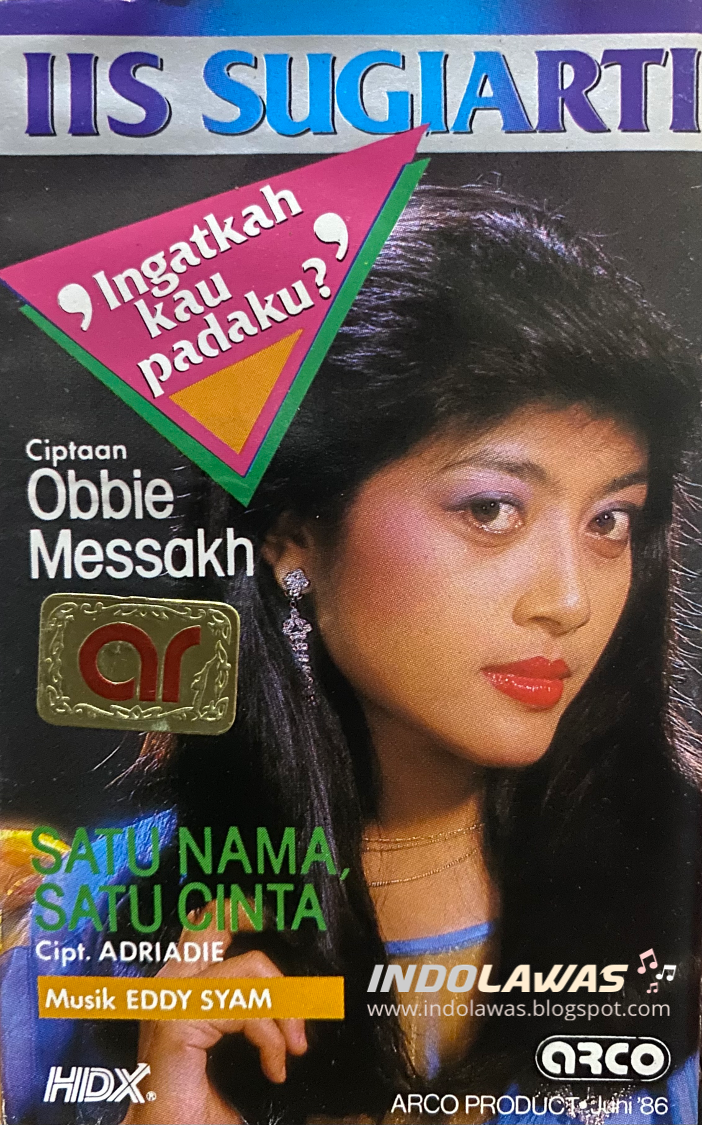 IIS SUGIARTI
❜Ingatkah
kau
padaku?❜
Ciptaan
Obbie
Messakh
ar
SATU NAMA,
SATU CINTA
Cipt. ADRIADIE
Musik EDDY SYAM
INDOLAWAS
www.indolawas.blogspot.com
HDX®
ARCO
ARCO PRODUCT•Juni '86